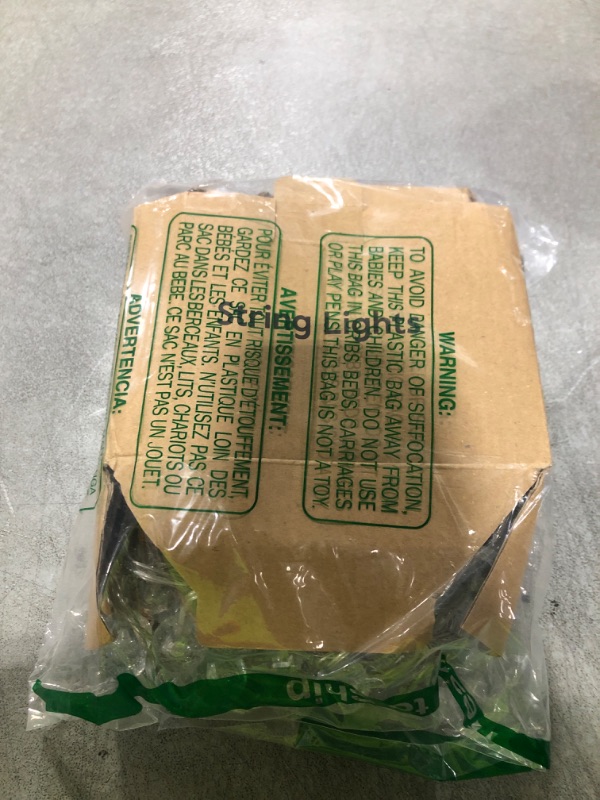 String Lights
WARNING:
TO AVOID DANGER OF SUFFOCATION,
KEEP THIS PLASTIC BAG AWAY FROM
BABIES AND CHILDREN. DO NOT USE
THIS BAG IN CRIBS, BEDS, CARRIAGES
OR PLAY PENS. THIS BAG IS NOT A TOY.
AVERTISSEMENT:
POUR ÉVITER TOUT RISQUE D'ÉTOUFFEMENT,
GARDEZ CE SAC EN PLASTIQUE LOIN DES
BÉBÉS ET LES ENFANTS. N'UTILISEZ PAS CE
SAC DANS LES BERCEAUX, LITS, CHARIOTS OU
PARC AU BEBE. CE SAC N'EST PAS UN JOUET.
ADVERTENCIA: